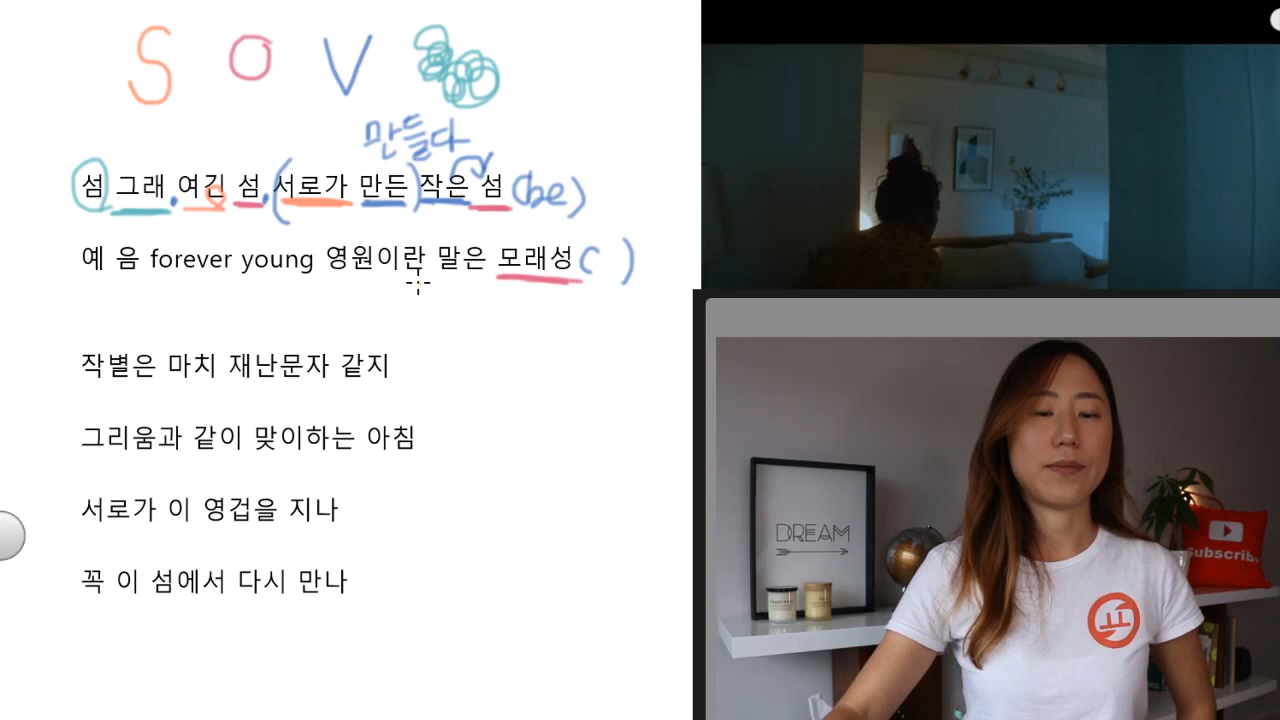 S O V
만들다
섬 그래 여긴 섬 서로가 만든 작은 섬 (be)
예 음 forever young 영원이란 말은 모래성 ( )
작별은 마치 재난문자 같지
그리움과 같이 맞이하는 아침
서로가 이 영겁을 지나
꼭 이 섬에서 다시 만나
DREAM
Subscribe